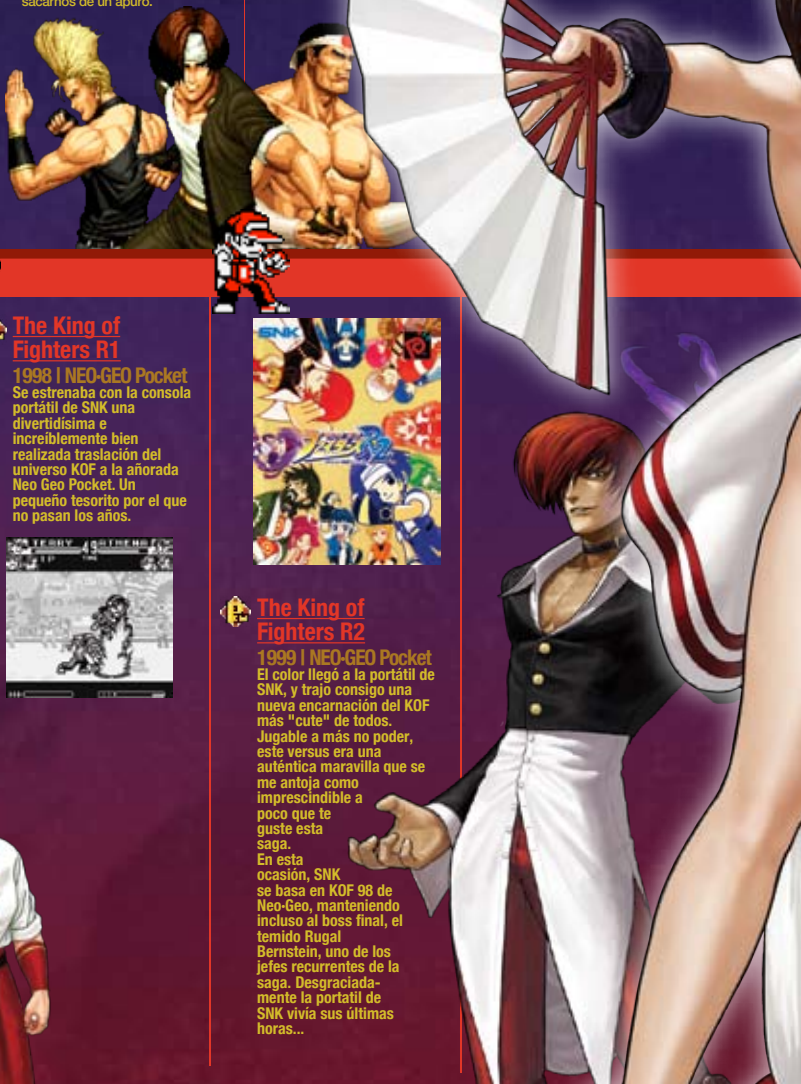 sacarnos de un apuro.
The King of
Fighters R1
1998 | NEO·GEO Pocket
Se estrenaba con la consola
portátil de SNK una
divertidísima e
increíblemente bien
realizada traslación del
universo KOF a la añorada
Neo Geo Pocket. Un
pequeño tesorito por el que
no pasan los años.
TERRY 49 ATHENA
1P TIME
SNK
The King of
Fighters R2
1999 | NEO·GEO Pocket
El color llegó a la portátil de
SNK, y trajo consigo una
nueva encarnación del KOF
más "cute" de todos.
Jugable a más no poder,
este versus era una
auténtica maravilla que se
me antoja como
imprescindible a
poco que te
guste esta
saga.
En esta
ocasión, SNK
se basa en KOF 98 de
Neo·Geo, manteniendo
incluso al boss final, el
temido Rugal
Bernstein, uno de los
jefes recurrentes de la
saga. Desgraciada-
mente la portatil de
SNK vivía sus últimas
horas...